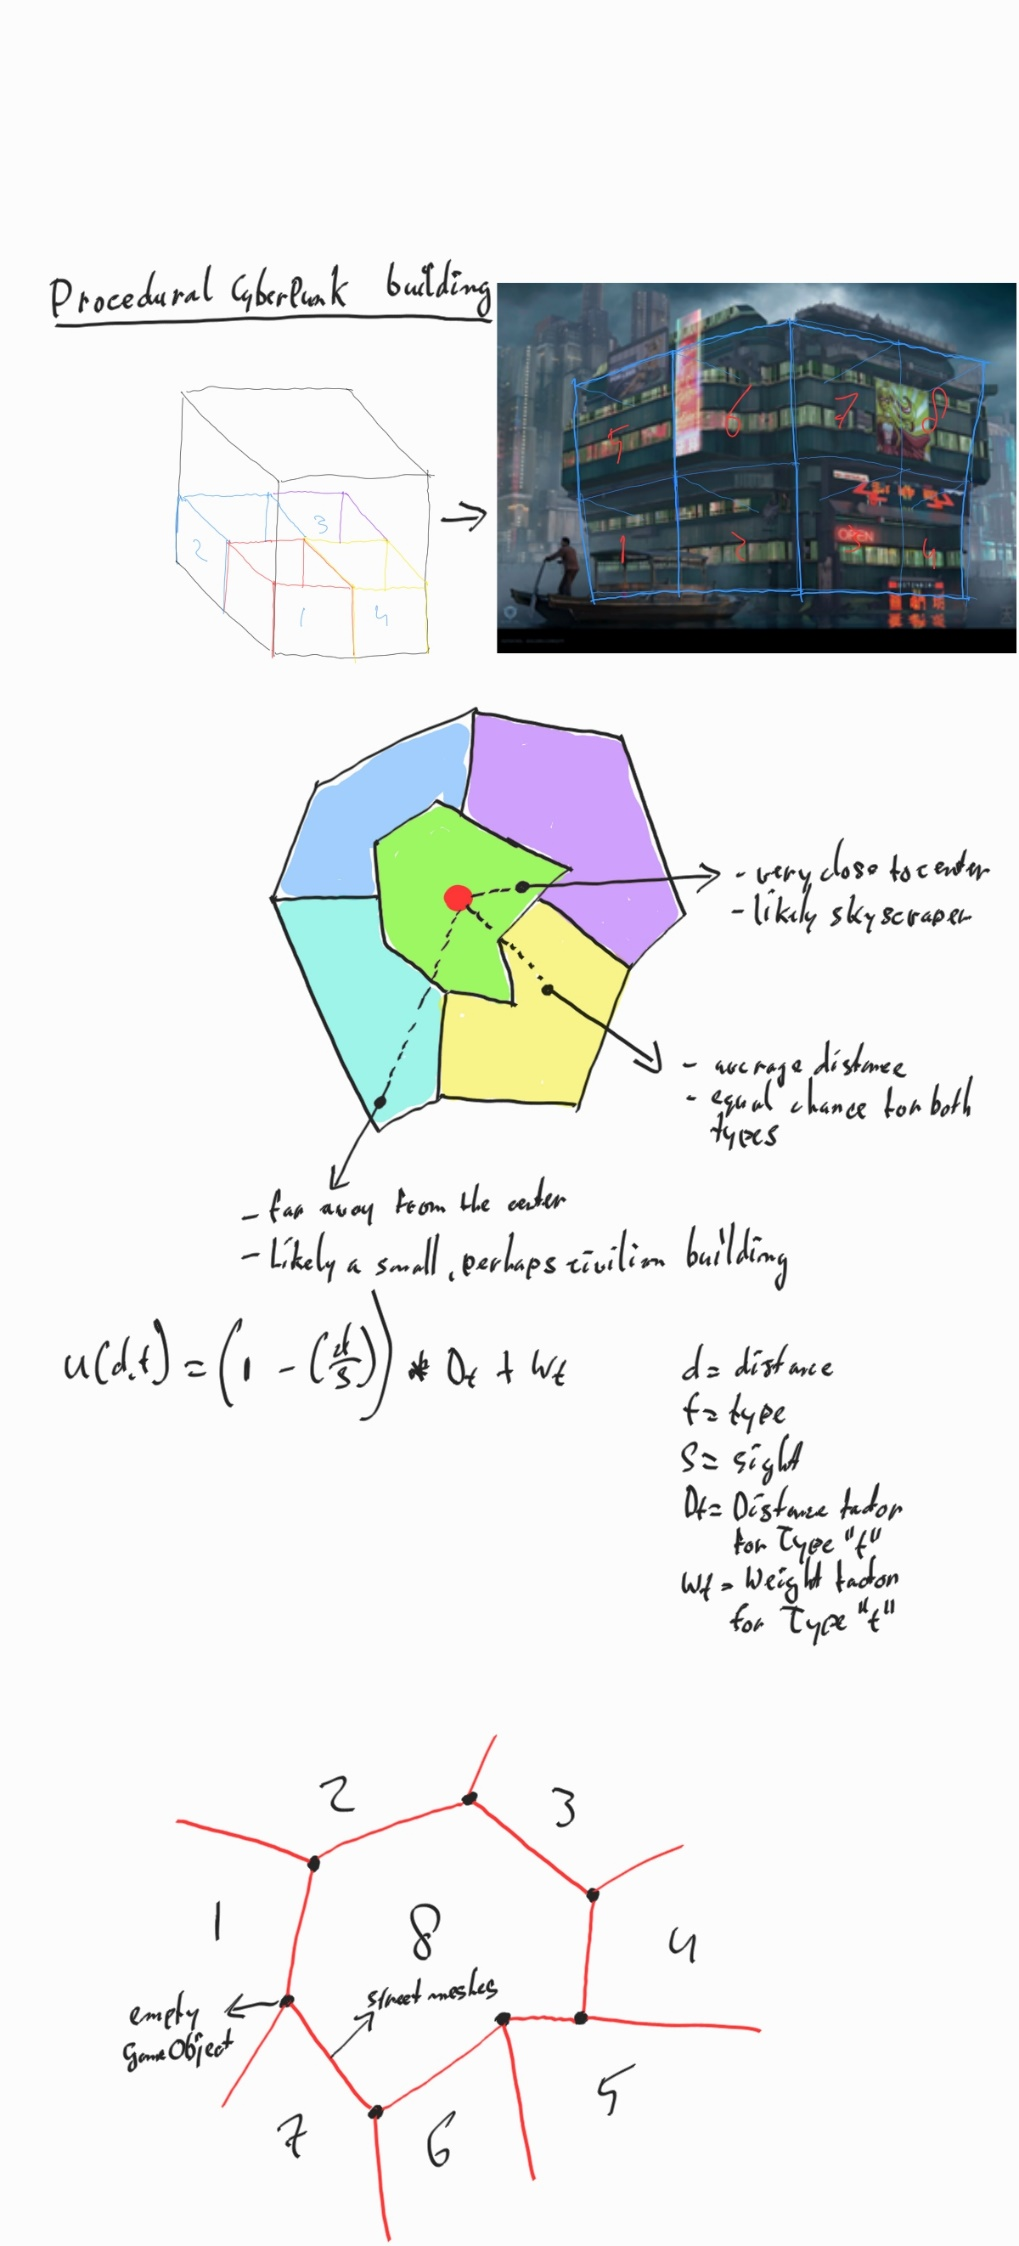 Procedural CyberPunk building
5
6
7
8
1
2
3
4
OPEN
3
2
1
4
- very close to center
- likely skyscraper
- average distance
- equal chance for both
types
- far away from the center
- Likely a small, perhaps civilian building
u(d,t) = (1 - (d/s)) * Dt + Wt
d = distance
t = type
S = sight
Dt = Distance factor
for Type "t"
Wt = Weight factor
for Type "t"
2
3
1
8
4
street meshes
empty
GameObject
5
7
6